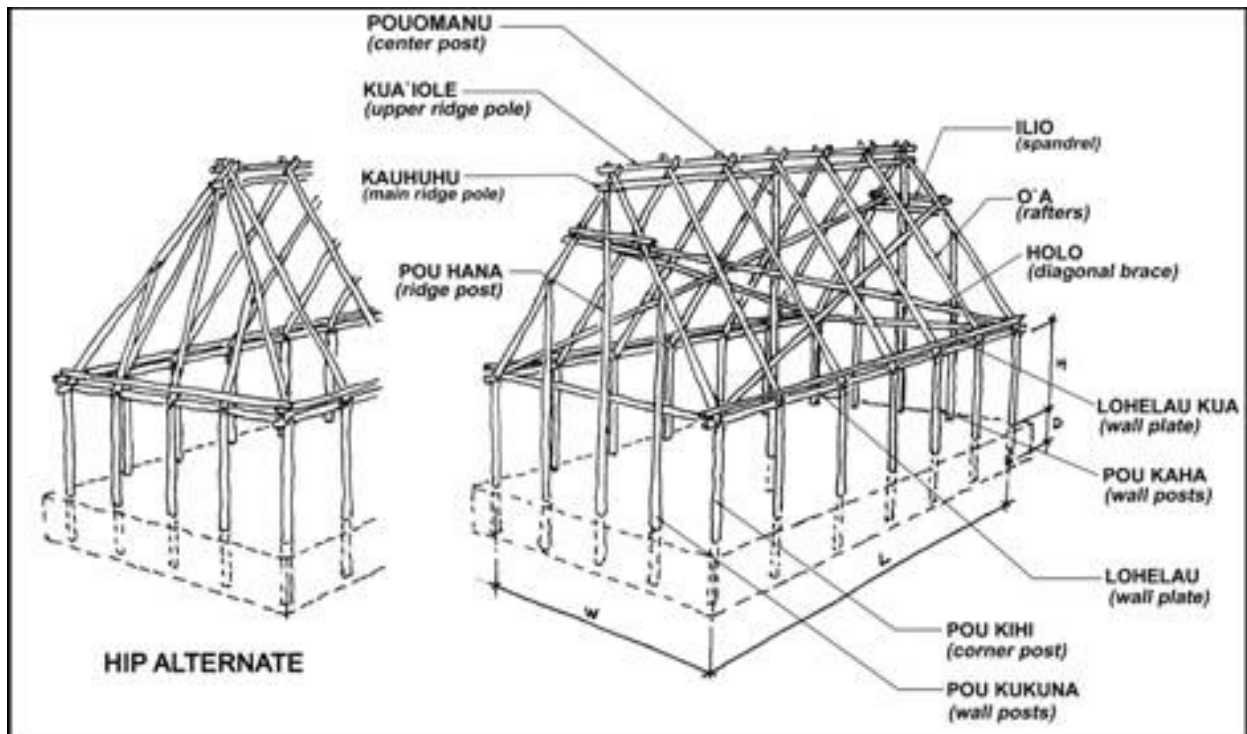 POUOMANU
(center post)
KUA`IOLE
(upper ridge pole)
KAUHUHU
(main ridge pole)
POU HANA
(ridge post)
ILIO
(spandrel)
O`A
(rafters)
HOLO
(diagonal brace)
H
D
LOHELAU KUA
(wall plate)
POU KAHA
(wall posts)
L
LOHELAU
(wall plate)
W
POU KIHI
(corner post)
POU KUKUNA
(wall posts)
HIP ALTERNATE